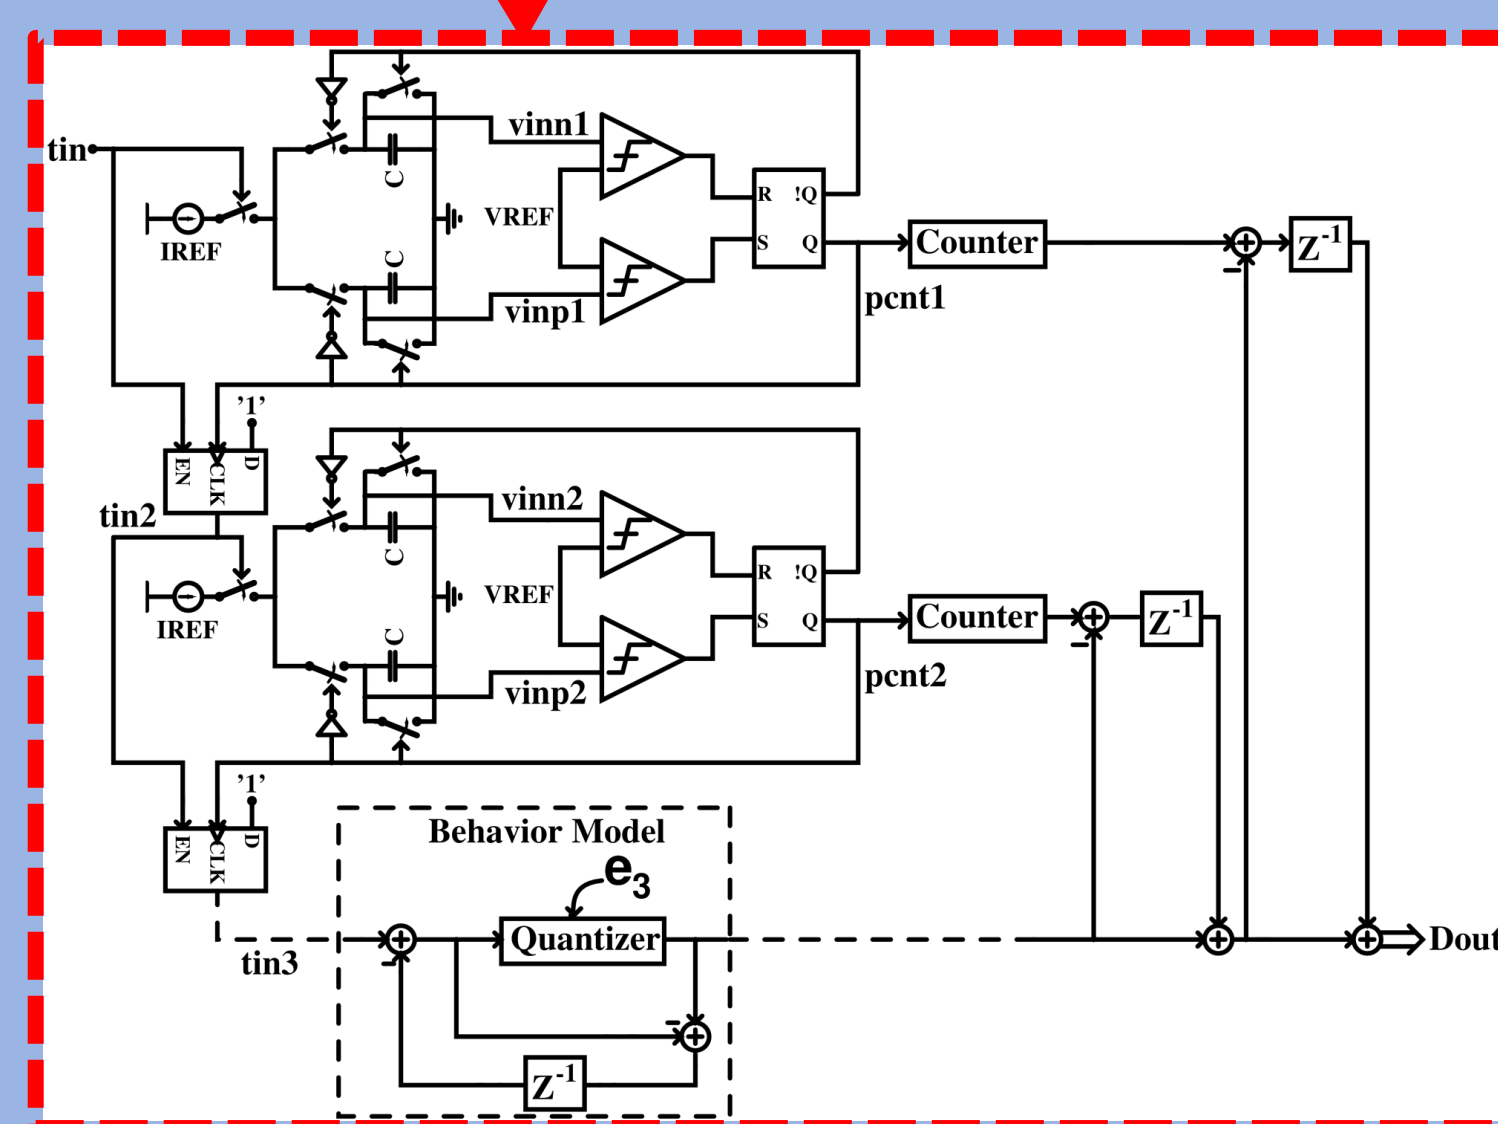 tin
IREF
C
C
vinn1
VREF
vinp1
R !Q
S Q
Counter
pcnt1
Z-1
−
'1'
EN
CLK
D
tin2
IREF
C
C
vinn2
VREF
vinp2
R !Q
S Q
Counter
pcnt2
Z-1
−
'1'
EN
CLK
D
tin3
Behavior Model
e3
Quantizer
−
−
Z-1
Dout